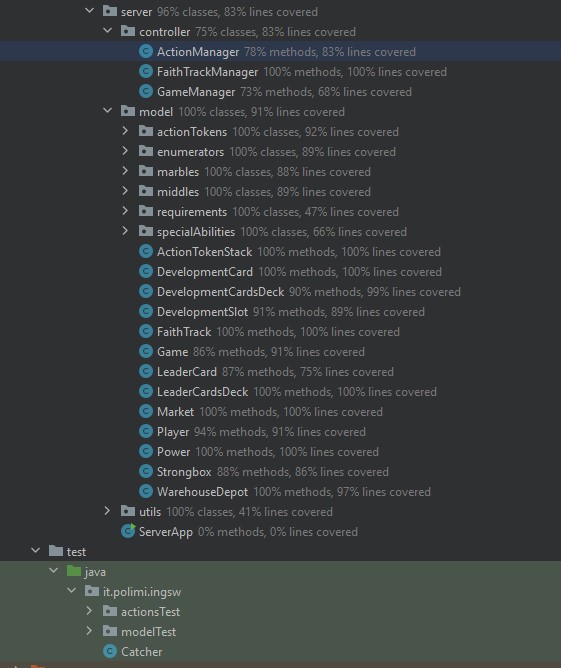 server 96% classes, 83% lines covered
controller 75% classes, 83% lines covered
ActionManager 78% methods, 83% lines covered
FaithTrackManager 100% methods, 100% lines covered
GameManager 73% methods, 68% lines covered
model 100% classes, 91% lines covered
actionTokens 100% classes, 92% lines covered
enumerators 100% classes, 89% lines covered
marbles 100% classes, 88% lines covered
middles 100% classes, 89% lines covered
requirements 100% classes, 47% lines covered
specialAbilities 100% classes, 66% lines covered
ActionTokenStack 100% methods, 100% lines covered
DevelopmentCard 100% methods, 100% lines covered
DevelopmentCardsDeck 90% methods, 99% lines covered
DevelopmentSlot 91% methods, 89% lines covered
FaithTrack 100% methods, 100% lines covered
Game 86% methods, 91% lines covered
LeaderCard 87% methods, 75% lines covered
LeaderCardsDeck 100% methods, 100% lines covered
Market 100% methods, 100% lines covered
Player 94% methods, 91% lines covered
Power 100% methods, 100% lines covered
Strongbox 88% methods, 86% lines covered
WarehouseDepot 100% methods, 97% lines covered
utils 100% classes, 41% lines covered
ServerApp 0% methods, 0% lines covered
test
java
it.polimi.ingsw
actionsTest
modelTest
Catcher